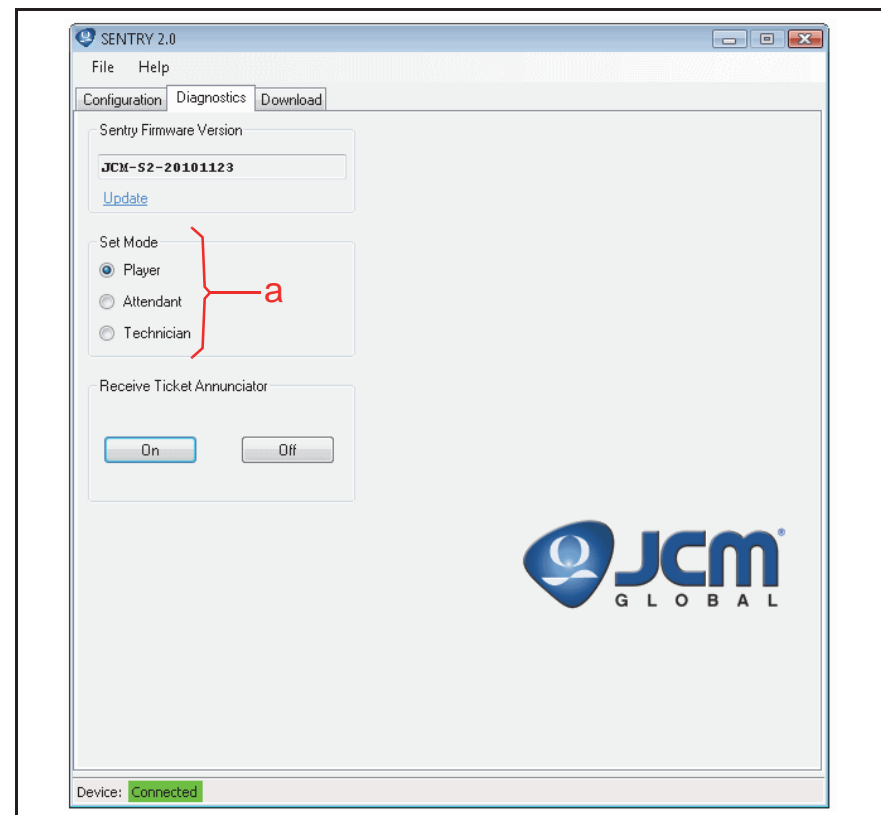 SENTRY 2.0
File Help
Configuration Diagnostics Download
Sentry Firmware Version
JCM-S2-20101123
Update
Set Mode
Player
a
Attendant
Technician
Receive Ticket Annunciator
On Off
JCM®
GLOBAL
Device: Connected